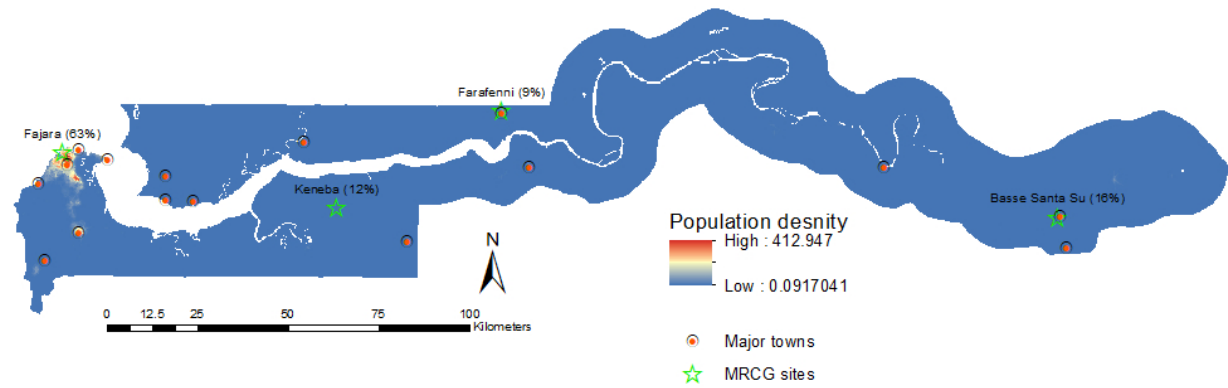 Farafenni (9%)
Fajara (63%)
Keneba (12%)
Basse Santa Su (16%)
Population desnity
High : 412.947
Low : 0.0917041
N
0 12.5 25 50 75 100
Kilometers
Major towns
MRCG sites